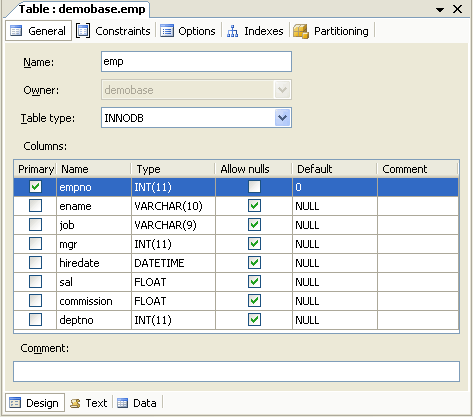 Table : demobase.emp
General Constraints Options Indexes Partitioning
Name: emp
Owner: demobase
Table type: INNODB
Columns:
Primary Name Type Allow nulls Default Comment
empno INT(11) 0
ename VARCHAR(10) NULL
job VARCHAR(9) NULL
mgr INT(11) NULL
hiredate DATETIME NULL
sal FLOAT NULL
commission FLOAT NULL
deptno INT(11) NULL
Comment:
Design Text Data